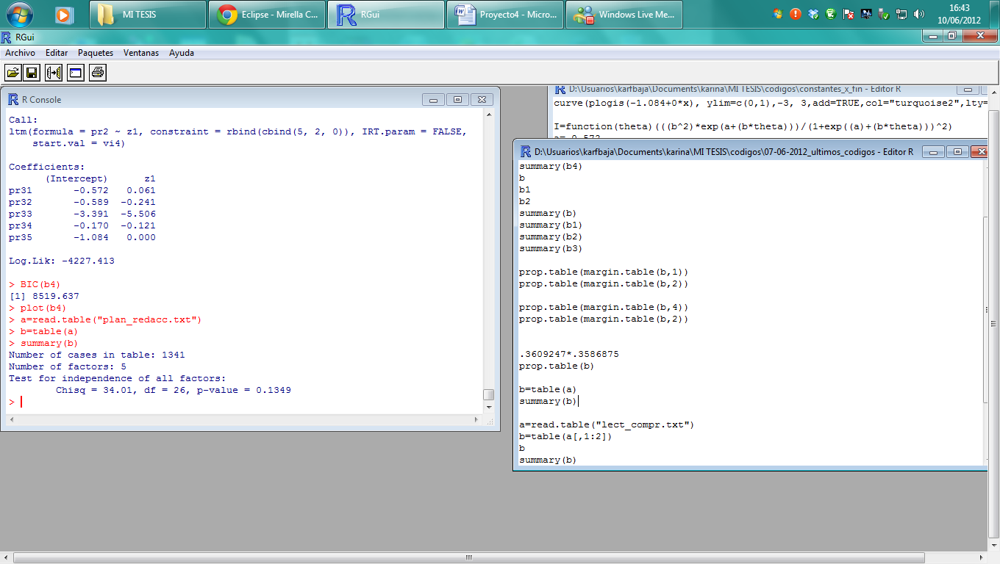 MI TESIS
Eclipse - Mirella C...
RGui
Proyecto4 - Micro...
Windows Live Me...
16:43
10/06/2012
RGui
Archivo Editar Paquetes Ventanas Ayuda
R Console
Call:
ltm(formula = pr2 ~ z1, constraint = rbind(cbind(5, 2, 0)), IRT.param = FALSE,
    start.val = vi4)
Coefficients:
      (Intercept)      z1
pr31       -0.572   0.061
pr32       -0.589  -0.241
pr33       -3.391  -5.506
pr34       -0.170  -0.121
pr35       -1.084   0.000
Log.Lik: -4227.413
> BIC(b4)
[1] 8519.637
> plot(b4)
> a=read.table("plan_redacc.txt")
> b=table(a)
> summary(b)
Number of cases in table: 1341
Number of factors: 5
Test for independence of all factors:
        Chisq = 34.01, df = 26, p-value = 0.1349
>
D:\Usuarios\karfbaja\Documents\karina\MI TESIS\codigos\constantes_x_fin - Editor R
curve(plogis(-1.084+0*x), ylim=c(0,1),-3, 3,add=TRUE,col="turquoise2",lty=
I=function(theta)(((b^2)*exp(a+(b*theta)))/(1+exp((a)+(b*theta)))^2)
D:\Usuarios\karfbaja\Documents\karina\MI TESIS\codigos\07-06-2012_ultimos_codigos - Editor R
summary(b4)
b
b1
b2
summary(b)
summary(b1)
summary(b2)
summary(b3)
prop.table(margin.table(b,1))
prop.table(margin.table(b,2))
prop.table(margin.table(b,4))
prop.table(margin.table(b,2))
.3609247*.3586875
prop.table(b)
b=table(a)
summary(b)
a=read.table("lect_compr.txt")
b=table(a[,1:2])
b
summary(b)